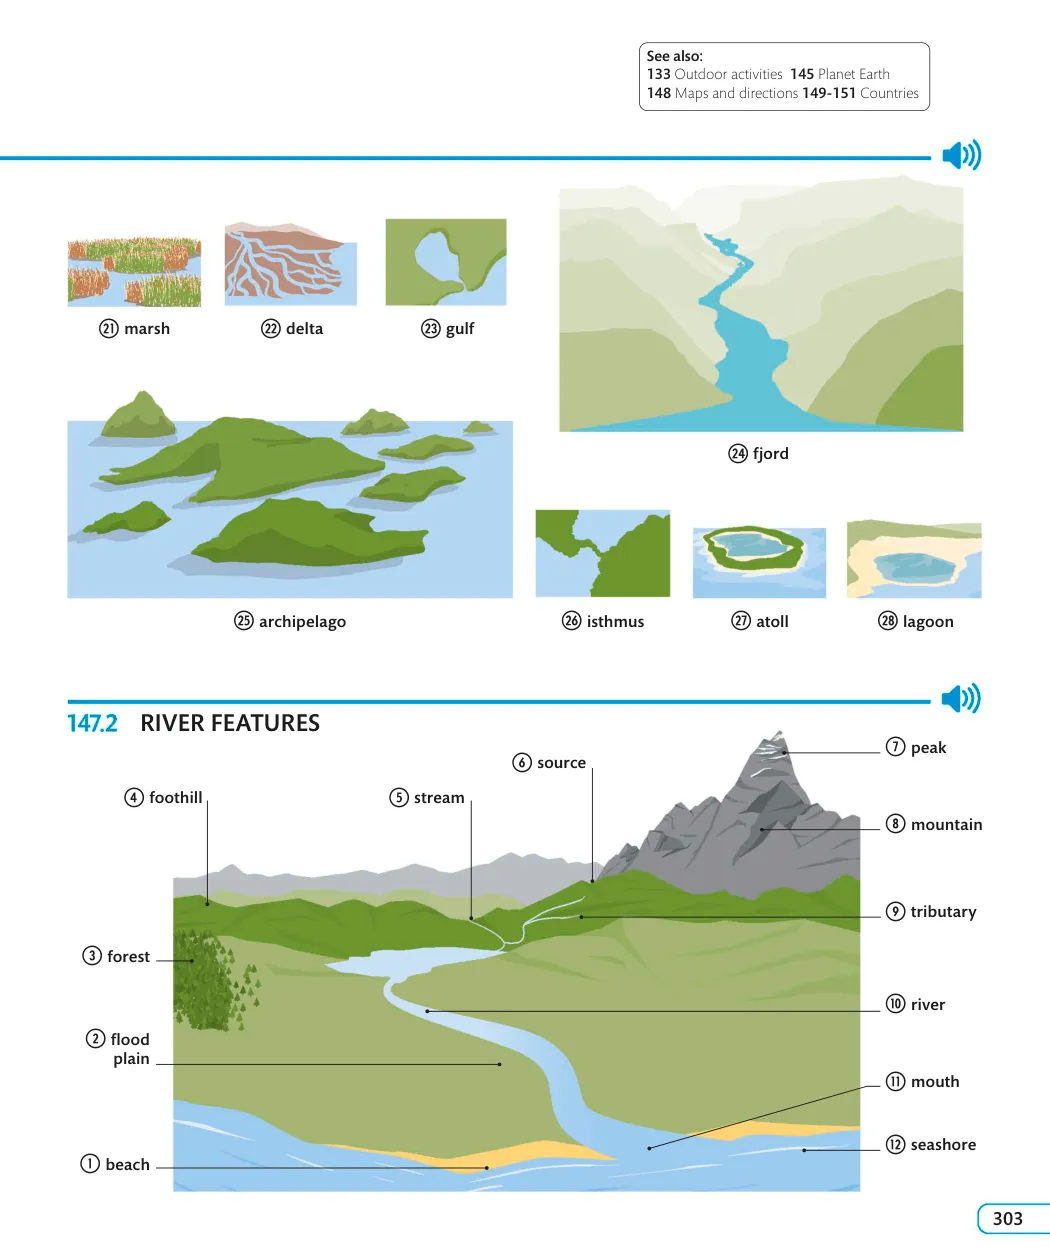 See also:
133 Outdoor activities 145 Planet Earth
148 Maps and directions 149-151 Countries
21 marsh
22 delta
23 gulf
24 fjord
25 archipelago
26 isthmus
27 atoll
28 lagoon
147.2 RIVER FEATURES
7 peak
6 source
4 foothill
5 stream
8 mountain
9 tributary
3 forest
10 river
2 flood
plain
11 mouth
12 seashore
1 beach
303